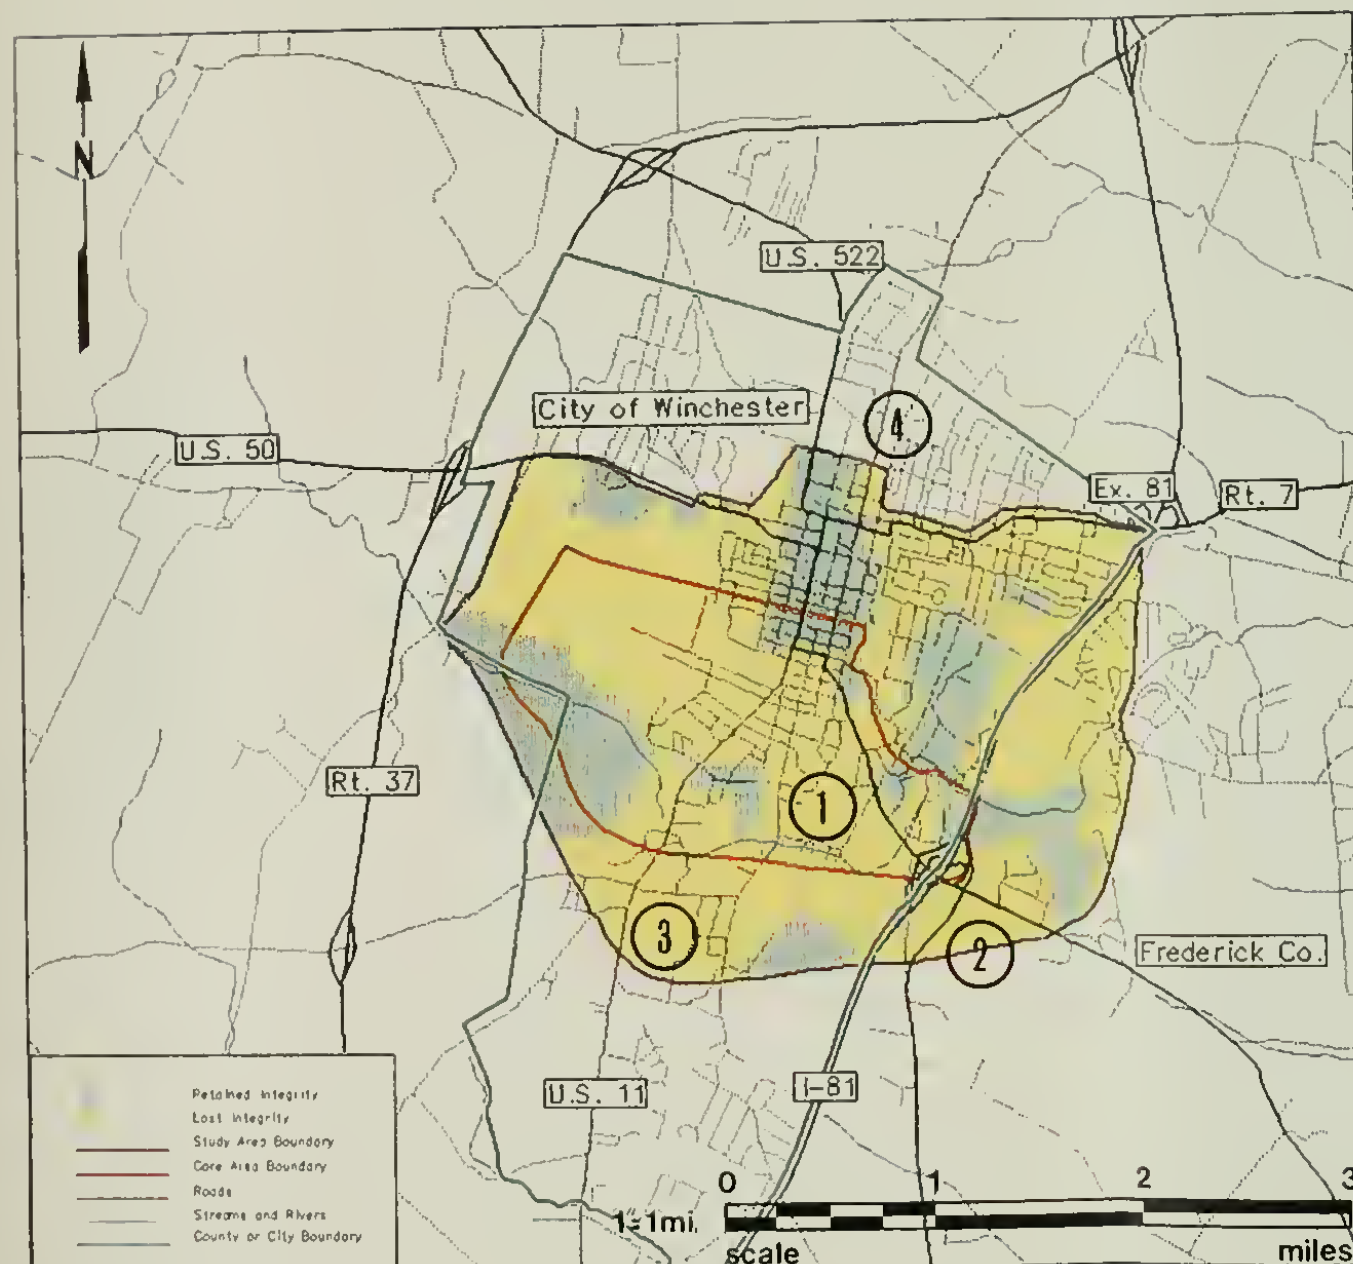 N
U.S. 522
City of Winchester
4
U.S. 50
Ex. 81
Rt. 7
Rt. 37
1
3
2
Frederick Co.
U.S. 11
I-81
Retained Integrity
Lost Integrity
Study Area Boundary
Core Area Boundary
Roads
Streams and Rivers
County or City Boundary
0 1 2 3
1=1mi.
scale miles